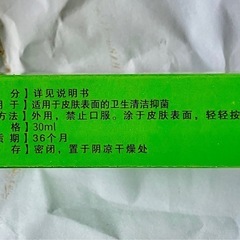 分】详见说明书
用于】适用于皮肤表面的卫生清洁抑菌
方法】外用，禁止口服。涂于皮肤表面，轻轻按
格】30ml
期】36个月
存】密闭，置于阴凉干燥处